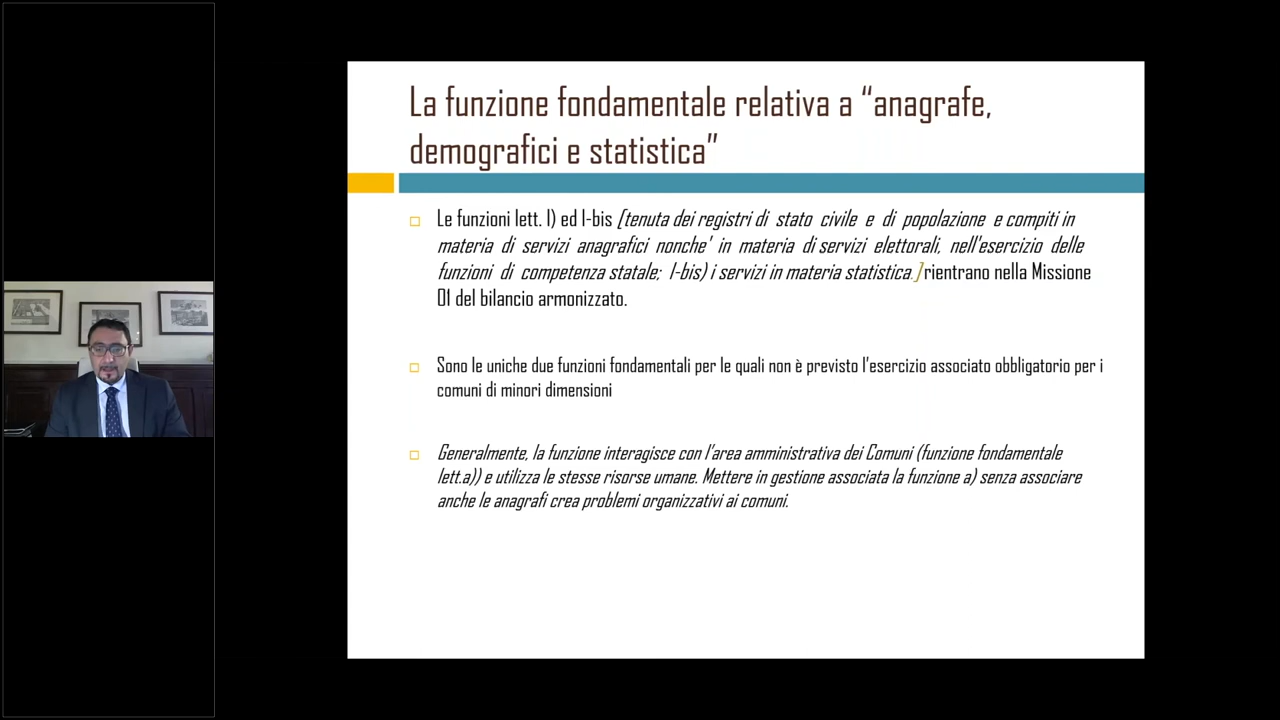 La funzione fondamentale relativa a “anagrafe,
demografici e statistica”
Le funzioni lett. l) ed l-bis [tenuta dei registri di stato civile e di popolazione e compiti in
materia di servizi anagrafici nonche' in materia di servizi elettorali, nell'esercizio delle
funzioni di competenza statale; l-bis) i servizi in materia statistica.] rientrano nella Missione
01 del bilancio armonizzato.
Sono le uniche due funzioni fondamentali per le quali non è previsto l’esercizio associato obbligatorio per i
comuni di minori dimensioni
Generalmente, la funzione interagisce con l’area amministrativa dei Comuni (funzione fondamentale
lett.a)) e utilizza le stesse risorse umane. Mettere in gestione associata la funzione a) senza associare
anche le anagrafi crea problemi organizzativi ai comuni.